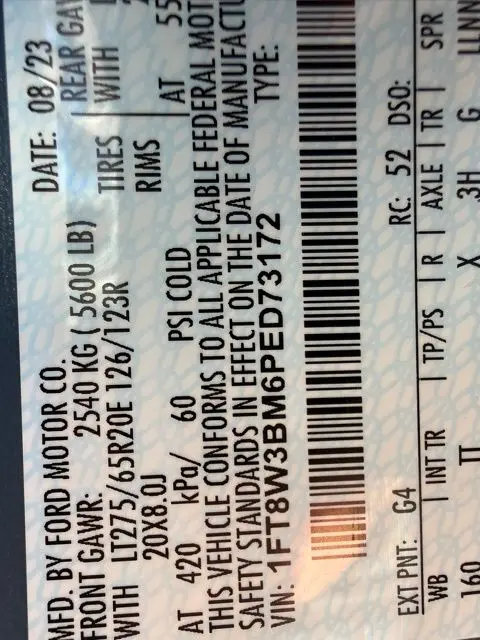 MFD. BY FORD MOTOR CO. DATE: 08/23
FRONT GAWR: 2540 KG ( 5600 LB) REAR
WITH LT275/65R20E 126/123R TIRES WITH
20X8.0J RIMS
AT 420 kPa/ 60 PSI COLD AT 55
THIS VEHICLE CONFORMS TO ALL APPLICABLE FEDERAL MOT
SAFETY STANDARDS IN EFFECT ON THE DATE OF MANUFACTU
VIN: 1FT8W3BM6PED73172 TYPE:
EXT PNT: G4 RC: 52 DSO:
WB INT TR TP/PS R AXLE TR SPR
160 TT X 3H G LLNN